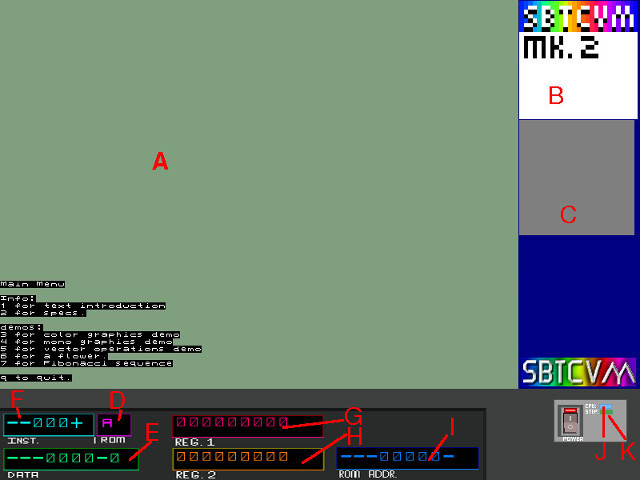 SBTCVM
MK.2
A
B
C
main menu
Info:
1 for text introduction
2 for specs.
demos:
3 for color graphics demo
4 for mono graphics demo
5 for vector operations demo
6 for a flower.
7 for Fibonacci sequence
q to quit.
SBTCVM
F D
--000+ A 000000000 G
INST. ROM REG.1
E H I
---0000-0 000000000 ---00000-
DATA REG.2 ROM ADDR.
CPU
STEP
POWER
J K